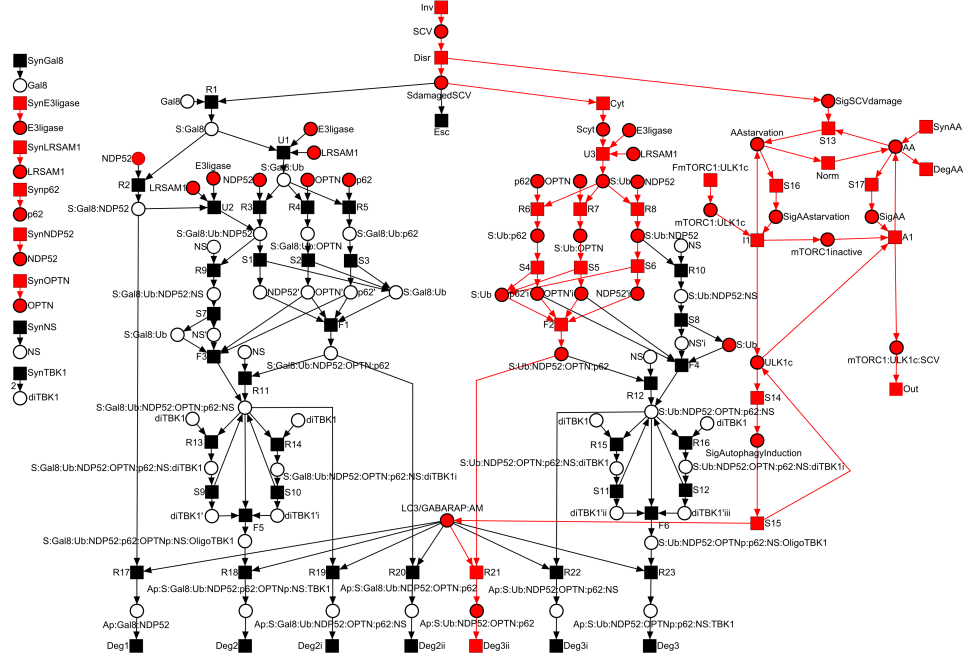 Inv
SCV
Disr
SdamagedSCV
Esc
SynGal8
Gal8
SynE3ligase
E3ligase
SynLRSAM1
LRSAM1
Synp62
p62
SynNDP52
NDP52
SynOPTN
OPTN
SynNS
NS
SynTBK1
2
diTBK1
R1
Gal8
S:Gal8
U1
E3ligase
LRSAM1
S:Gal8:Ub
NDP52
R2
E3ligase
LRSAM1
U2
S:Gal8:NDP52
NDP52
OPTN
p62
R3
R4
R5
S:Gal8:Ub:NDP52
S:Gal8:Ub:OPTN
S:Gal8:Ub:p62
NS
R9
S1
S2
S3
S:Gal8:Ub:NDP52:NS
NDP52'
OPTN'
p62'
S:Gal8:Ub
S7
S:Gal8:Ub
NS'
F1
F3
NS
S:Gal8:Ub:NDP52:OPTN:p62
R11
S:Gal8:Ub:NDP52:OPTN:p62:NS
diTBK1
diTBK1
R13
R14
S:Gal8:Ub:NDP52:OPTN:p62:NS:diTBK1
S:Gal8:Ub:NDP52:OPTN:p62:NS:diTBK1i
S9
S10
diTBK1'
F5
diTBK1'i
S:Gal8:Ub:NDP52:p62:OPTNp:NS:OligoTBK1
Cyt
Scyt
E3ligase
U3
LRSAM1
p62
OPTN
S:Ub
NDP52
R6
R7
R8
S:Ub:p62
S:Ub:OPTN
S:Ub:NDP52
NS
R10
S4
S5
S6
S:Ub:NDP52:NS
S:Ub
p62'i
OPTN'i
NDP52'i
S8
F2
NS'i
S:Ub
F4
S:Ub:NDP52:OPTN:p62
NS
R12
S:Ub:NDP52:OPTN:p62:NS
diTBK1
diTBK1
R15
R16
S:Ub:NDP52:OPTN:p62:NS:diTBK1
S:Ub:NDP52:OPTN:p62:NS:diTBK1i
S11
S12
diTBK1'ii
F6
diTBK1'iii
S:Ub:NDP52:OPTNp:p62:NS:OligoTBK1
SigSCVdamage
AAstarvation
S13
SynAA
AA
Norm
DegAA
FmTORC1:ULK1c
S16
S17
mTORC1:ULK1c
SigAAstarvation
SigAA
I1
mTORC1inactive
A1
ULK1c
mTORC1:ULK1c:SCV
S14
Out
SigAutophagyInduction
S15
LC3/GABARAP:AM
R17
R18
R19
R20
R21
R22
R23
Ap:S:Gal8:Ub:NDP52:p62:OPTNp:NS:TBK1
Ap:S:Gal8:Ub:NDP52:OPTN:p62
Ap:S:Ub:NDP52:OPTN:p62:NS
Ap:Gal8:NDP52
Ap:S:Gal8:Ub:NDP52:OPTN:p62:NS
Ap:S:Ub:NDP52:OPTN:p62
Ap:S:Ub:NDP52:OPTNp:p62:NS:TBK1
Deg1
Deg2
Deg2i
Deg2ii
Deg3ii
Deg3i
Deg3